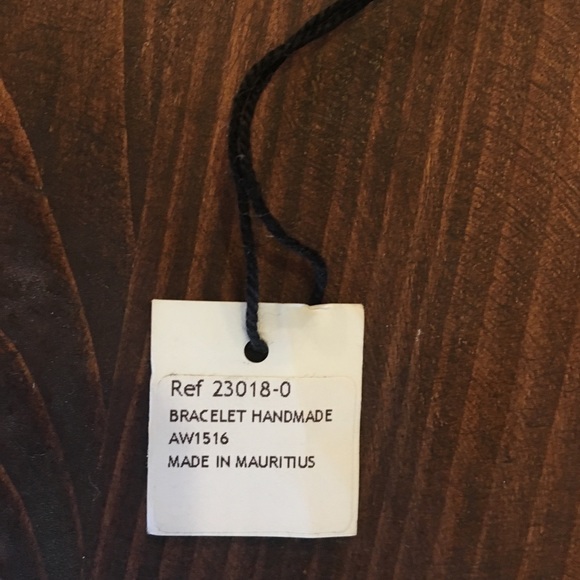 Ref 23018-0
BRACELET HANDMADE
AW1516
MADE IN MAURITIUS